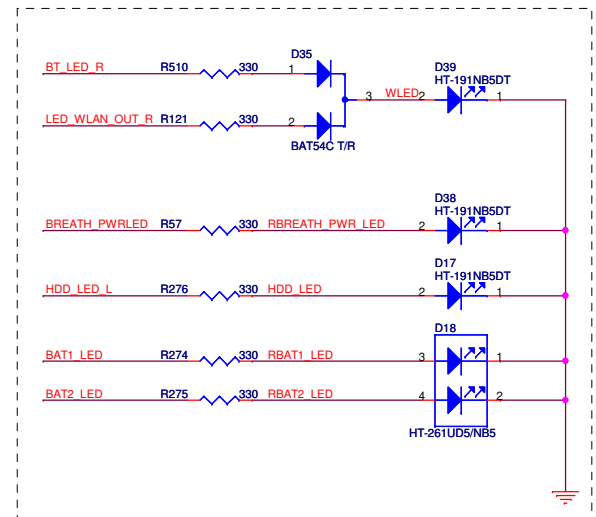 D35
D39
HT-191NB5DT
BT_LED_R R510 330 1
3 WLED 2 1
LED_WLAN_OUT_R R121 330 2
BAT54C T/R
D38
HT-191NB5DT
BREATH_PWRLED R57 330 RBREATH_PWR_LED 2 1
D17
HT-191NB5DT
HDD_LED_L R276 330 HDD_LED 2 1
D18
BAT1_LED R274 330 RBAT1_LED 3 1
BAT2_LED R275 330 RBAT2_LED 4 2
HT-261UD5/NB5